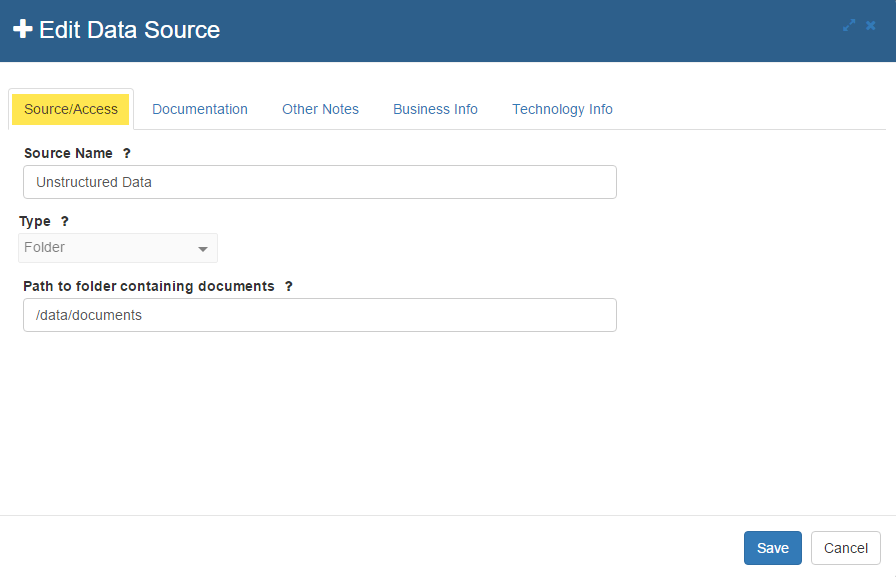 Edit Data Source
Source/Access Documentation Other Notes Business Info Technology Info
Source Name ?
Unstructured Data
Type ?
Folder
Path to folder containing documents ?
/data/documents
Save Cancel